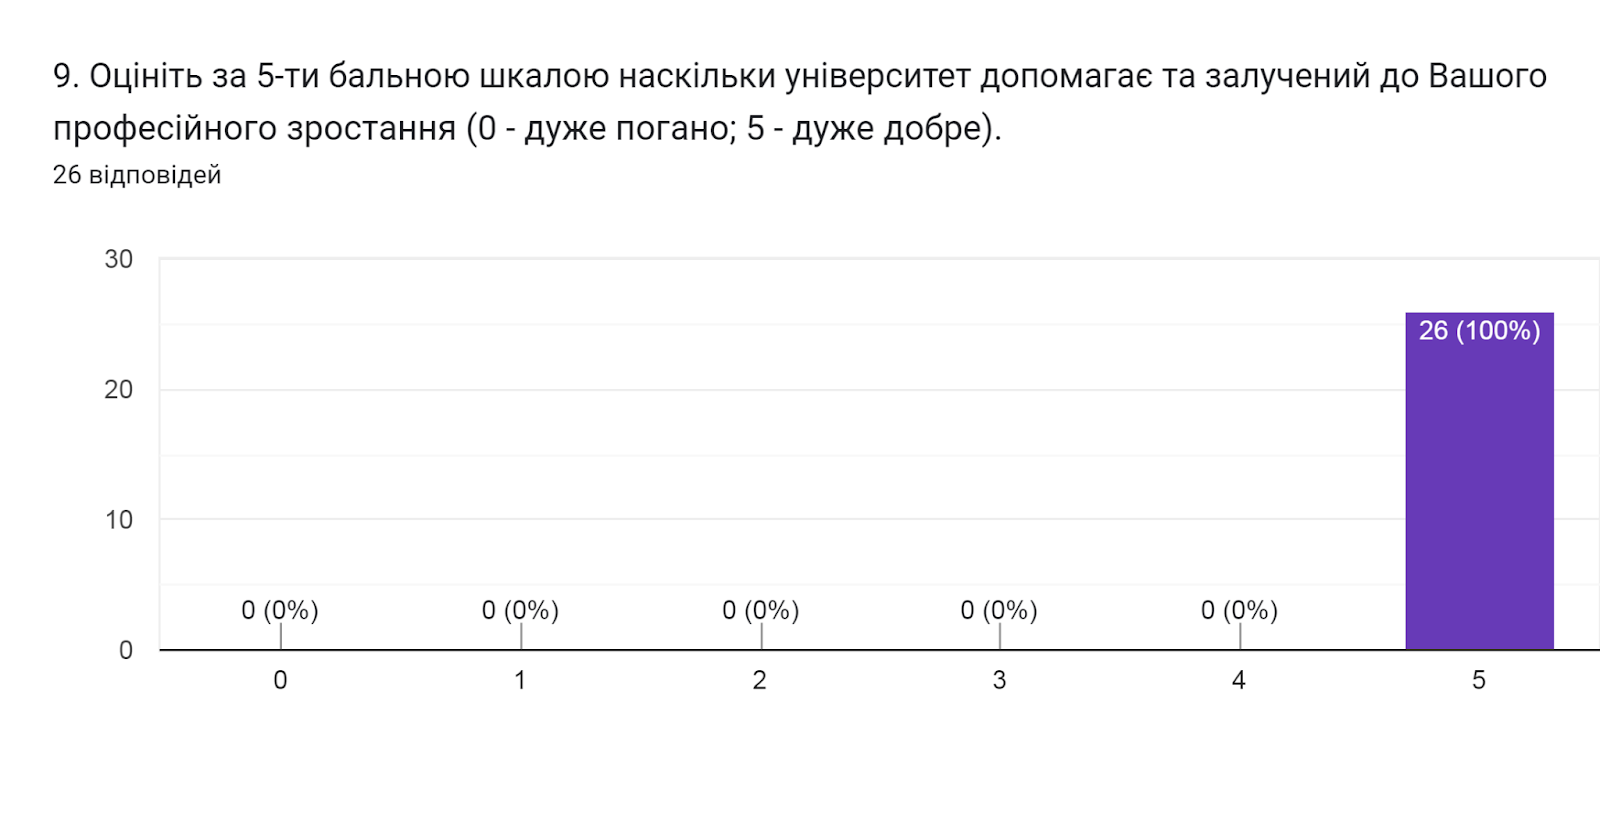 9. Оцініть за 5-ти бальною шкалою наскільки університет допомагає та залучений до Вашого
професійного зростання (0 - дуже погано; 5 - дуже добре).
26 відповідей
30
26 (100%)
20
10
0 (0%) 0 (0%) 0 (0%) 0 (0%) 0 (0%)
0
0 1 2 3 4 5